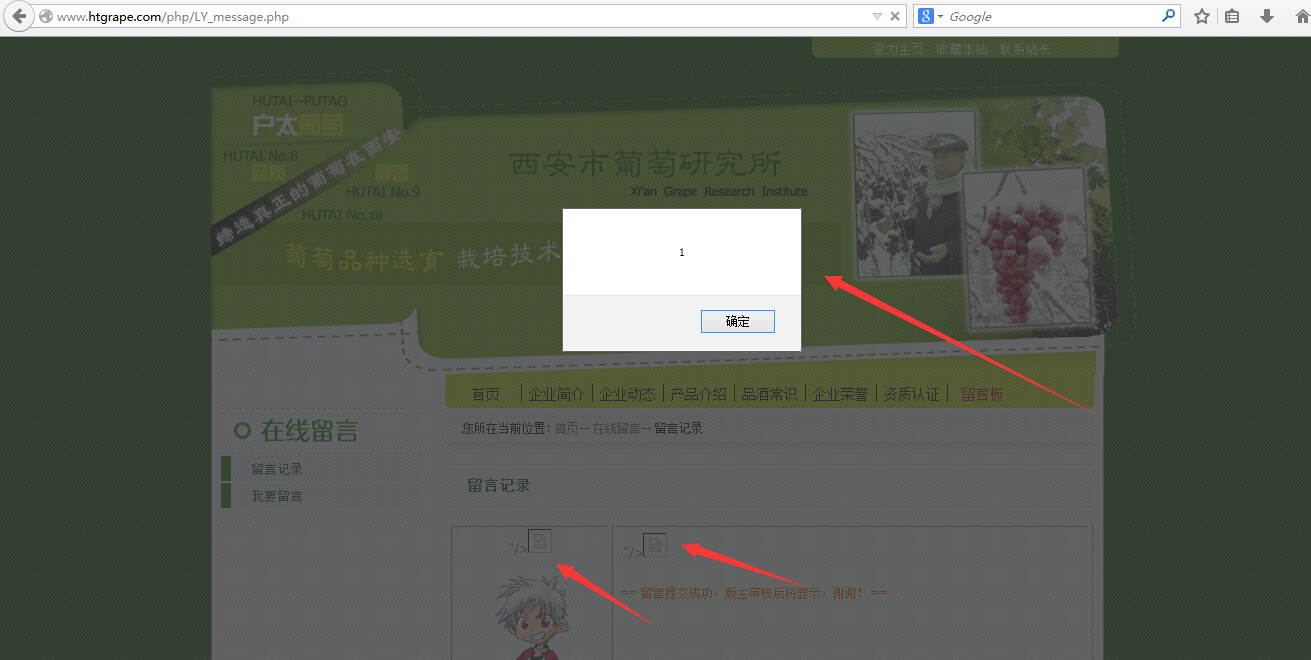 www.htgrape.com/php/LY_message.php
Google
设为主页 收藏本站 联系站长
HUTAI--PUTAO
户太葡萄
HUTAI No.8
品质
葫香
HUTAI No.9
HUTAI No.10
缔造真正的葡萄在西安
西安市葡萄研究所
Xi'an Grape Research Institute
葡萄品种选育 栽培技术
1
确定
首页 企业简介 企业动态 产品介绍 品酒常识 企业荣誉 资质认证 留言板
在线留言
您所在当前位置: 首页-- 在线留言-- 留言记录
留言记录
我要留言
留言记录
"/>
"/>
== 留言提交成功，版主审核后将显示，谢谢！==